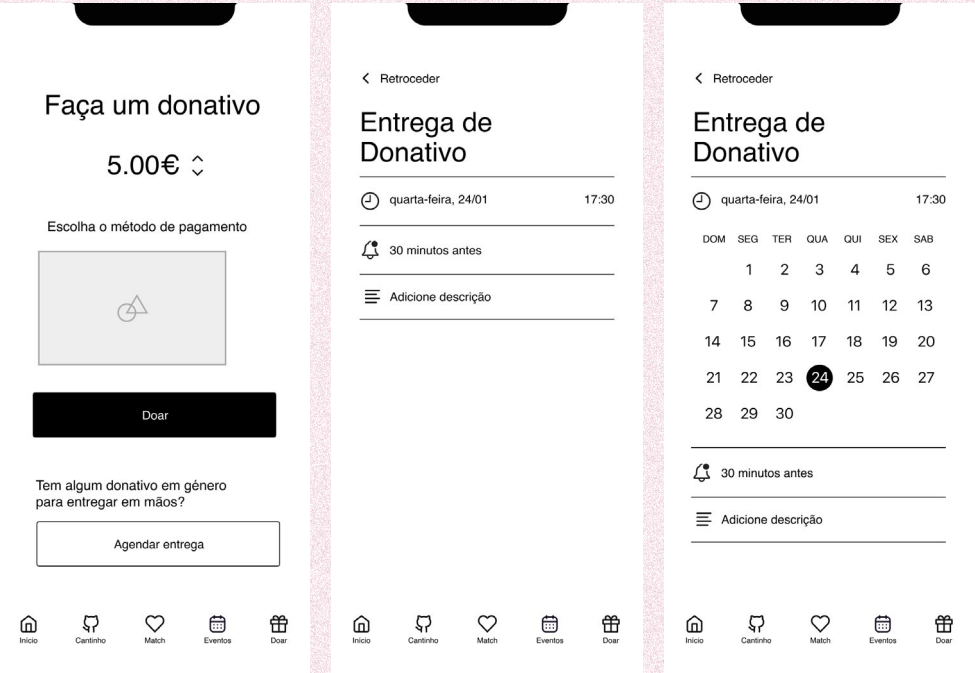 Faça um donativo
5.00€
Escolha o método de pagamento
Doar
Tem algum donativo em género
para entregar em mãos?
Agendar entrega
Início Cantinho Match Eventos Doar
Retroceder
Entrega de
Donativo
quarta-feira, 24/01 17:30
30 minutos antes
Adicione descrição
Início Cantinho Match Eventos Doar
Retroceder
Entrega de
Donativo
quarta-feira, 24/01 17:30
DOM SEG TER QUA QUI SEX SAB
1 2 3 4 5 6
7 8 9 10 11 12 13
14 15 16 17 18 19 20
21 22 23 24 25 26 27
28 29 30
30 minutos antes
Adicione descrição
Início Cantinho Match Eventos Doar